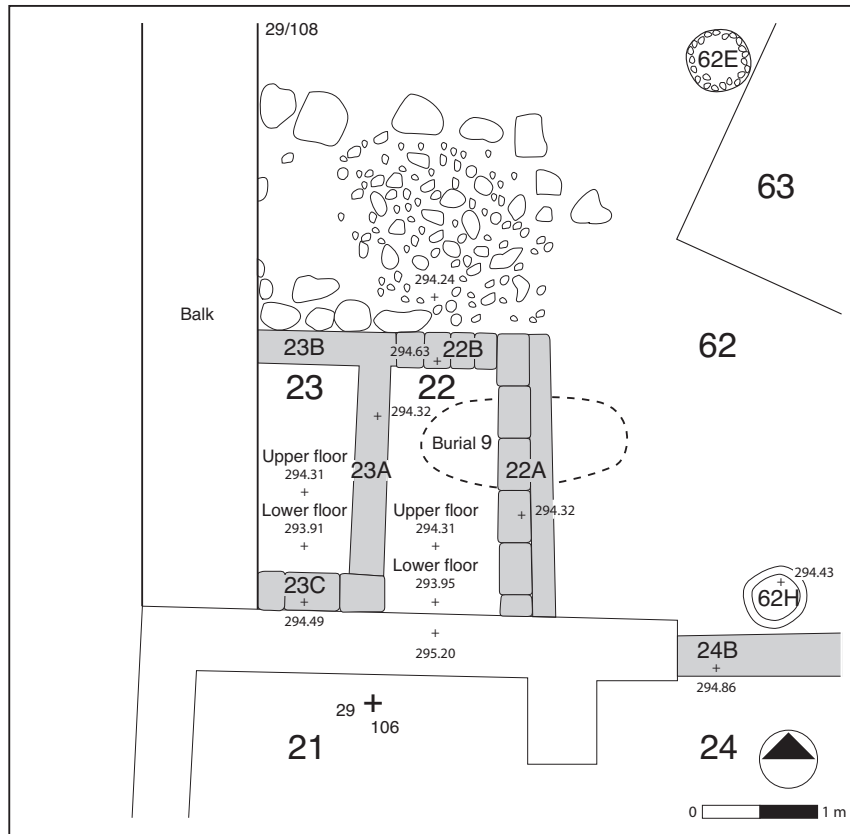 29/108
62E
63
294.24
Balk
62
23B
294.63
22B
23
22
294.32
Burial 9
Upper floor
294.31
23A
22A
Lower floor
293.91
Upper floor
294.31
294.32
Lower floor
293.95
23C
294.49
294.43
62H
295.20
24B
294.86
29
106
21
24
0
1 m